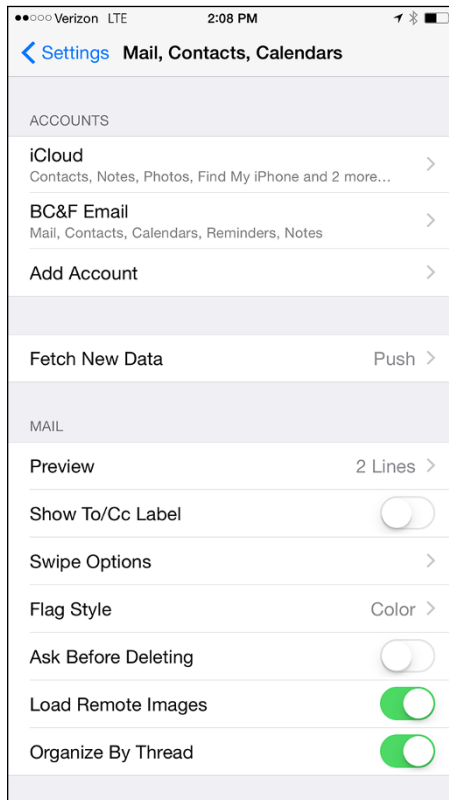 Verizon LTE 2:08 PM
Settings Mail, Contacts, Calendars
ACCOUNTS
iCloud
Contacts, Notes, Photos, Find My iPhone and 2 more...
BC&F Email
Mail, Contacts, Calendars, Reminders, Notes
Add Account
Fetch New Data Push
MAIL
Preview 2 Lines
Show To/Cc Label
Swipe Options
Flag Style Color
Ask Before Deleting
Load Remote Images
Organize By Thread